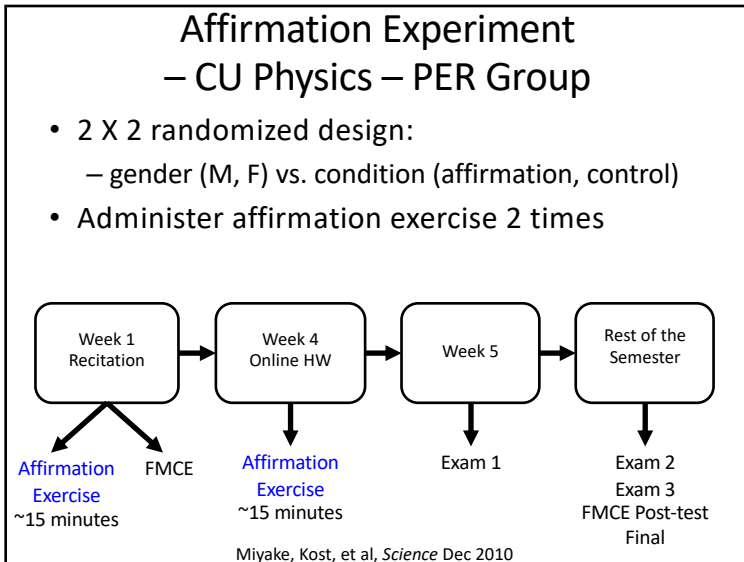 Affirmation Experiment
– CU Physics – PER Group
• 2 X 2 randomized design:
– gender (M, F) vs. condition (affirmation, control)
• Administer affirmation exercise 2 times
Week 1
Recitation
Week 4
Online HW
Week 5
Rest of the
Semester
Affirmation
Exercise
~15 minutes
FMCE
Affirmation
Exercise
~15 minutes
Exam 1
Exam 2
Exam 3
FMCE Post-test
Final
Miyake, Kost, et al, Science Dec 2010